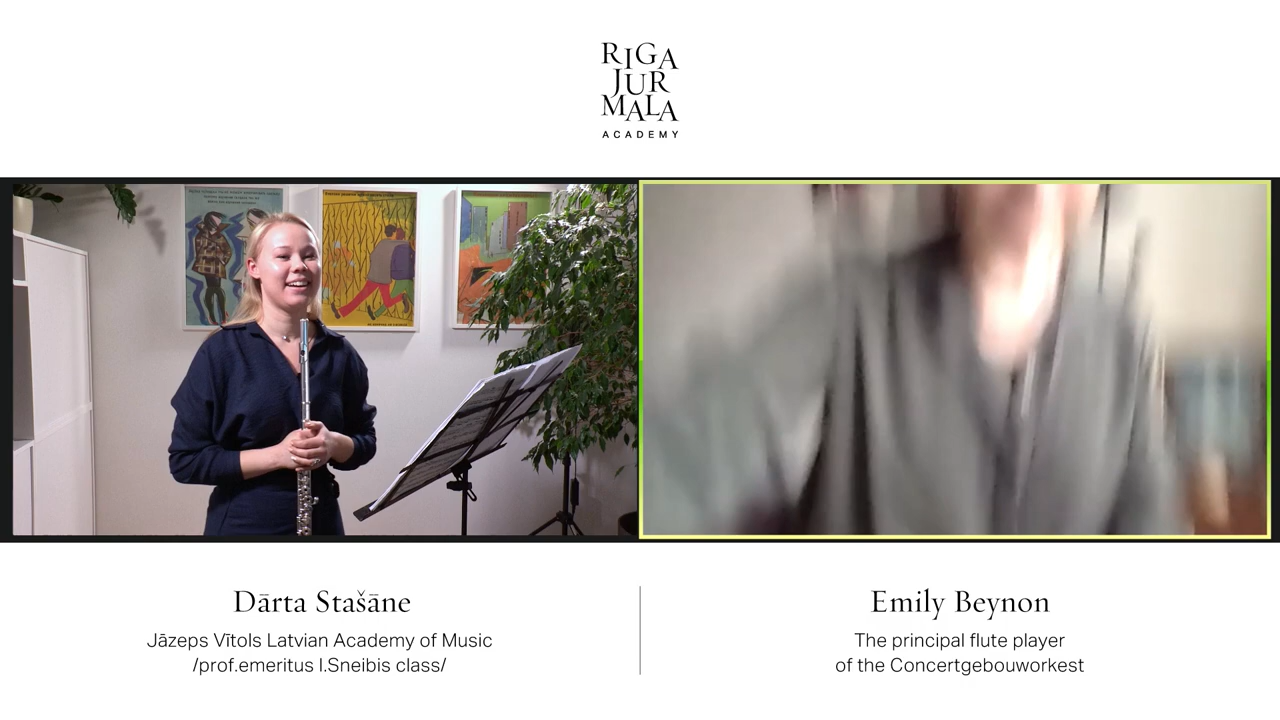 RIGA
JUR
MALA
ACADEMY
Dārta Stašāne
Jāzeps Vītols Latvian Academy of Music
/prof.emeritus I.Sneibis class/
Emily Beynon
The principal flute player
of the Concertgebouworkest